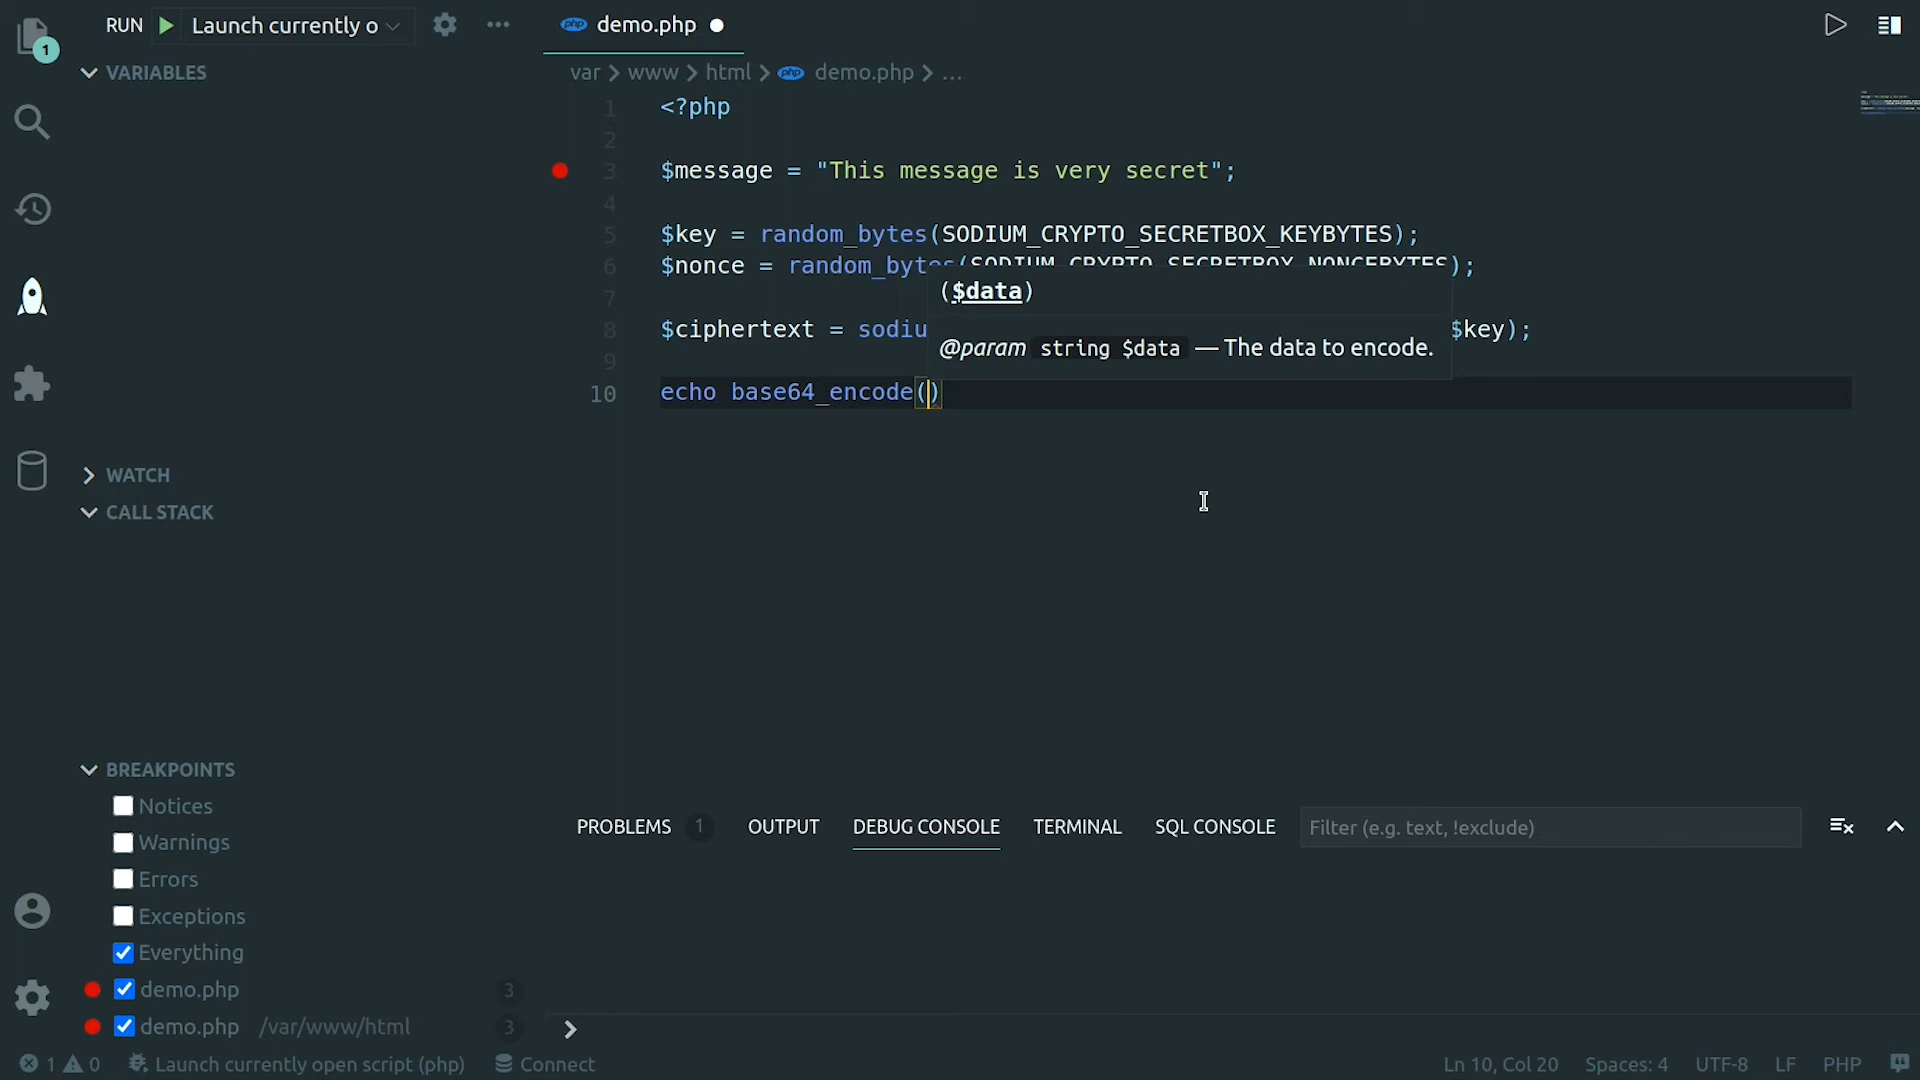 RUN Launch currently o
demo.php
1
VARIABLES
var > www > html > demo.php > ...
1 <?php
2
3 $message = "This message is very secret";
4
5 $key = random_bytes(SODIUM_CRYPTO_SECRETBOX_KEYBYTES);
6 $nonce = random_bytes(SODIUM_CRYPTO_SECRETBOX_NONCEBYTES);
7
($data)
8 $ciphertext = sodiu $key);
@param string $data — The data to encode.
9
10 echo base64_encode()
WATCH
CALL STACK
BREAKPOINTS
Notices
Warnings
Errors
Exceptions
Everything
demo.php 3
demo.php /var/www/html 3
PROBLEMS 1 OUTPUT DEBUG CONSOLE TERMINAL SQL CONSOLE Filter (e.g. text, !exclude)
>
1 0 Launch currently open script (php) Connect Ln 10, Col 20 Spaces: 4 UTF-8 LF PHP